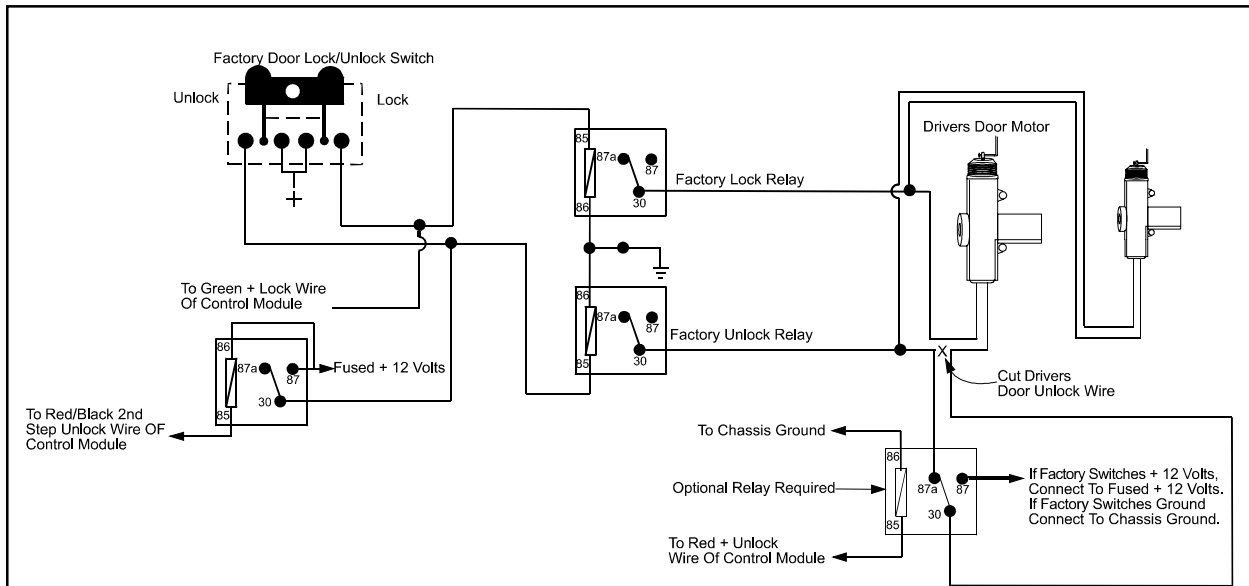 Factory Door Lock/Unlock Switch
Unlock
Lock
Drivers Door Motor
85
87a
87
86
30
Factory Lock Relay
To Green + Lock Wire
Of Control Module
86
87a
87
85
30
Factory Unlock Relay
86
87a
87
85
30
Fused + 12 Volts
To Red/Black 2nd
Step Unlock Wire OF
Control Module
X
Cut Drivers
Door Unlock Wire
To Chassis Ground
86
87a
87
85
30
Optional Relay Required
If Factory Switches + 12 Volts,
Connect To Fused + 12 Volts.
If Factory Switches Ground
Connect To Chassis Ground.
To Red + Unlock
Wire Of Control Module